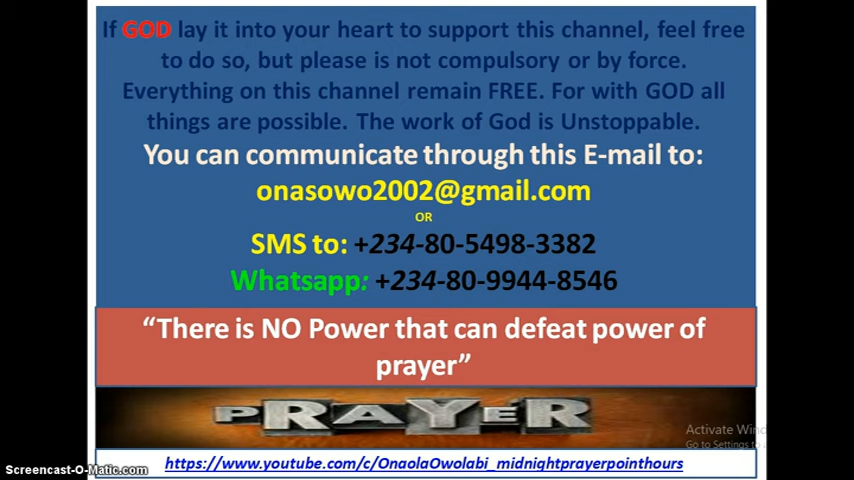 If GOD lay it into your heart to support this channel, feel free
to do so, but please is not compulsory or by force.
Everything on this channel remain FREE. For with GOD all
things are possible. The work of God is Unstoppable.
You can communicate through this E-mail to:
onasowo2002@gmail.com
OR
SMS to: +234-80-5498-3382
Whatsapp: +234-80-9944-8546
“There is NO Power that can defeat power of
prayer”
PRAYER
Activate Win
Go to Settings to
https://www.youtube.com/c/OnaolaOwolabi_midnightprayerpointhours
Screencast-O-Matic.com